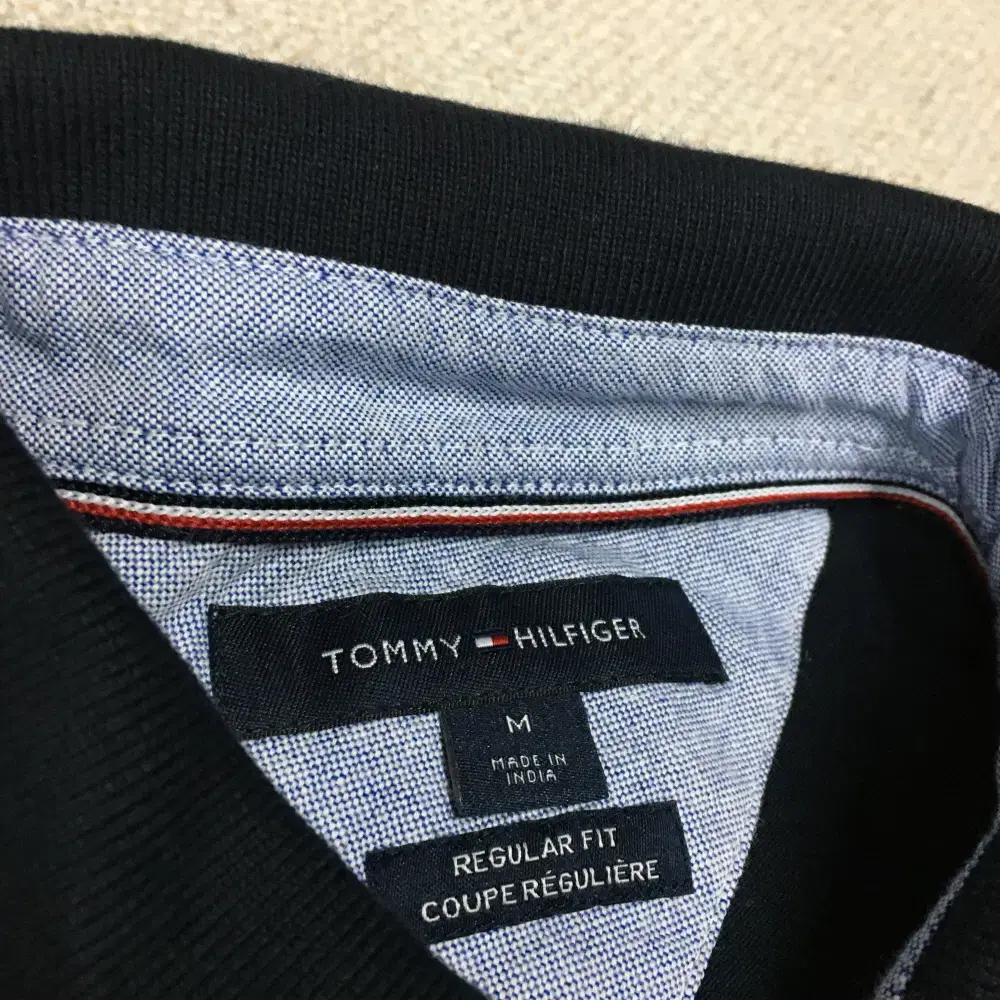 TOMMY HILFIGER
M
MADE IN
INDIA
REGULAR FIT
COUPE RÉGULIÈRE